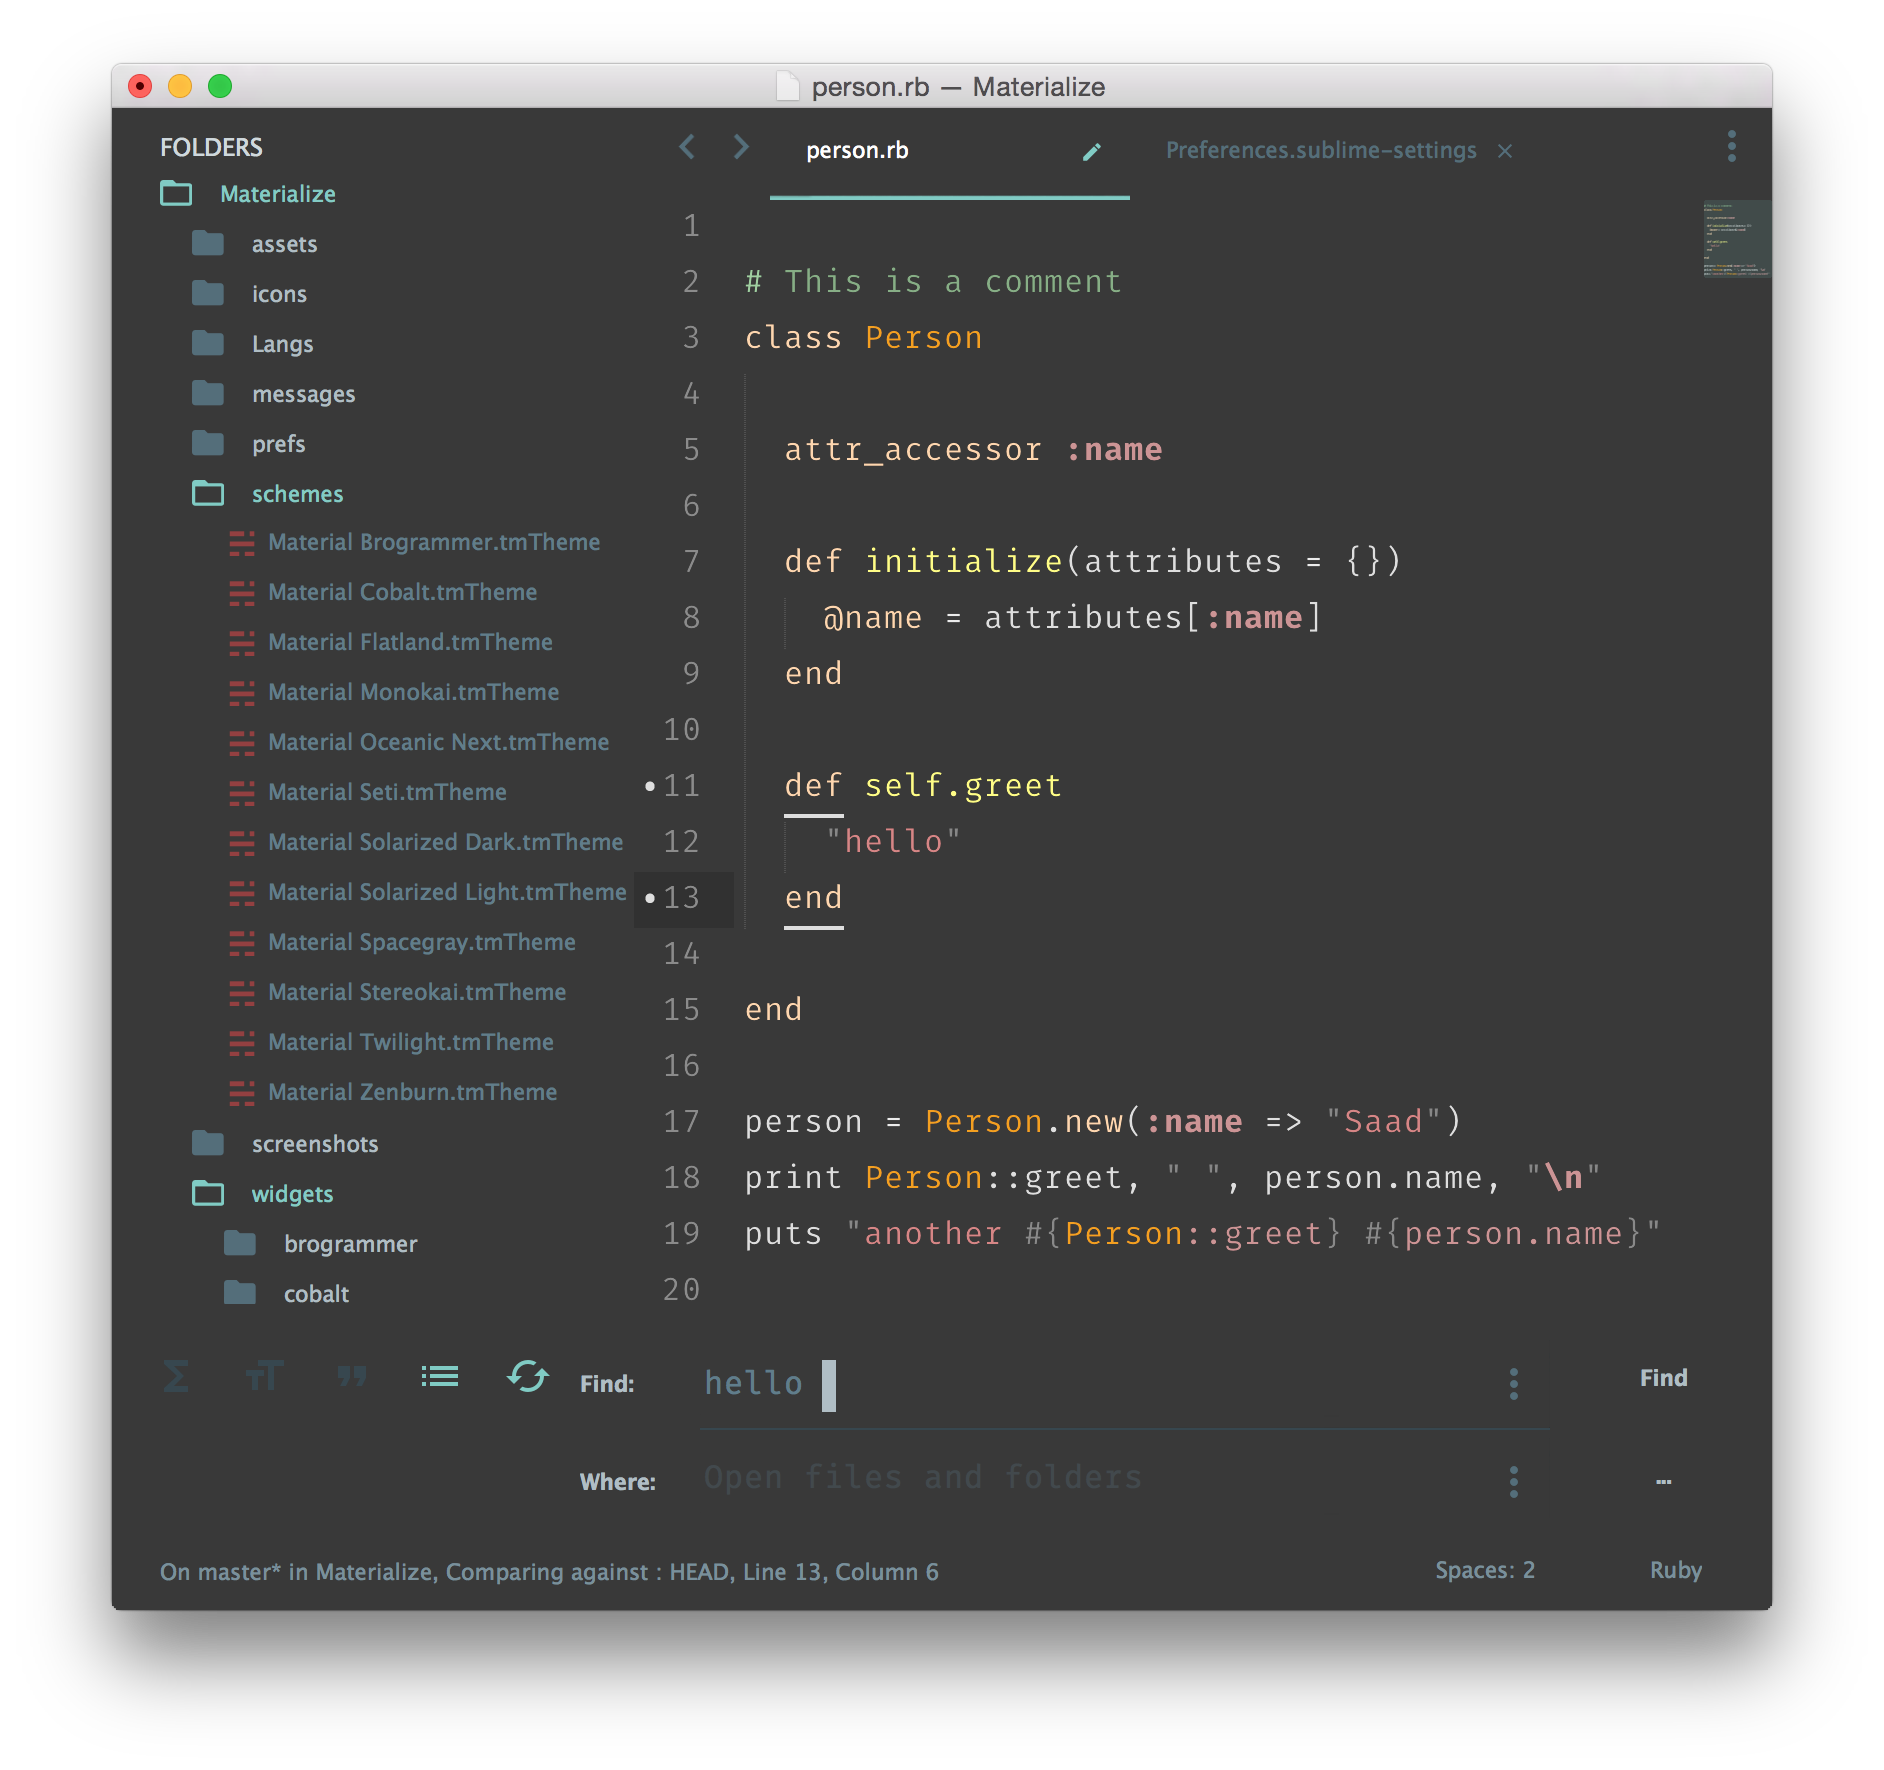 person.rb — Materialize
FOLDERS
Materialize
assets
icons
Langs
messages
prefs
schemes
Material Brogrammer.tmTheme
Material Cobalt.tmTheme
Material Flatland.tmTheme
Material Monokai.tmTheme
Material Oceanic Next.tmTheme
Material Seti.tmTheme
Material Solarized Dark.tmTheme
Material Solarized Light.tmTheme
Material Spacegray.tmTheme
Material Stereokai.tmTheme
Material Twilight.tmTheme
Material Zenburn.tmTheme
screenshots
widgets
brogrammer
cobalt
person.rb
Preferences.sublime-settings ×
1
2 # This is a comment
3 class Person
4
5   attr_accessor :name
6
7   def initialize(attributes = {})
8     @name = attributes[:name]
9   end
10
11   def self.greet
12     "hello"
13   end
14
15 end
16
17 person = Person.new(:name => "Saad")
18 print Person::greet, " ", person.name, "\n"
19 puts "another #{Person::greet} #{person.name}"
20
Find: hello
Find
Where: Open files and folders
...
On master* in Materialize, Comparing against : HEAD, Line 13, Column 6
Spaces: 2
Ruby